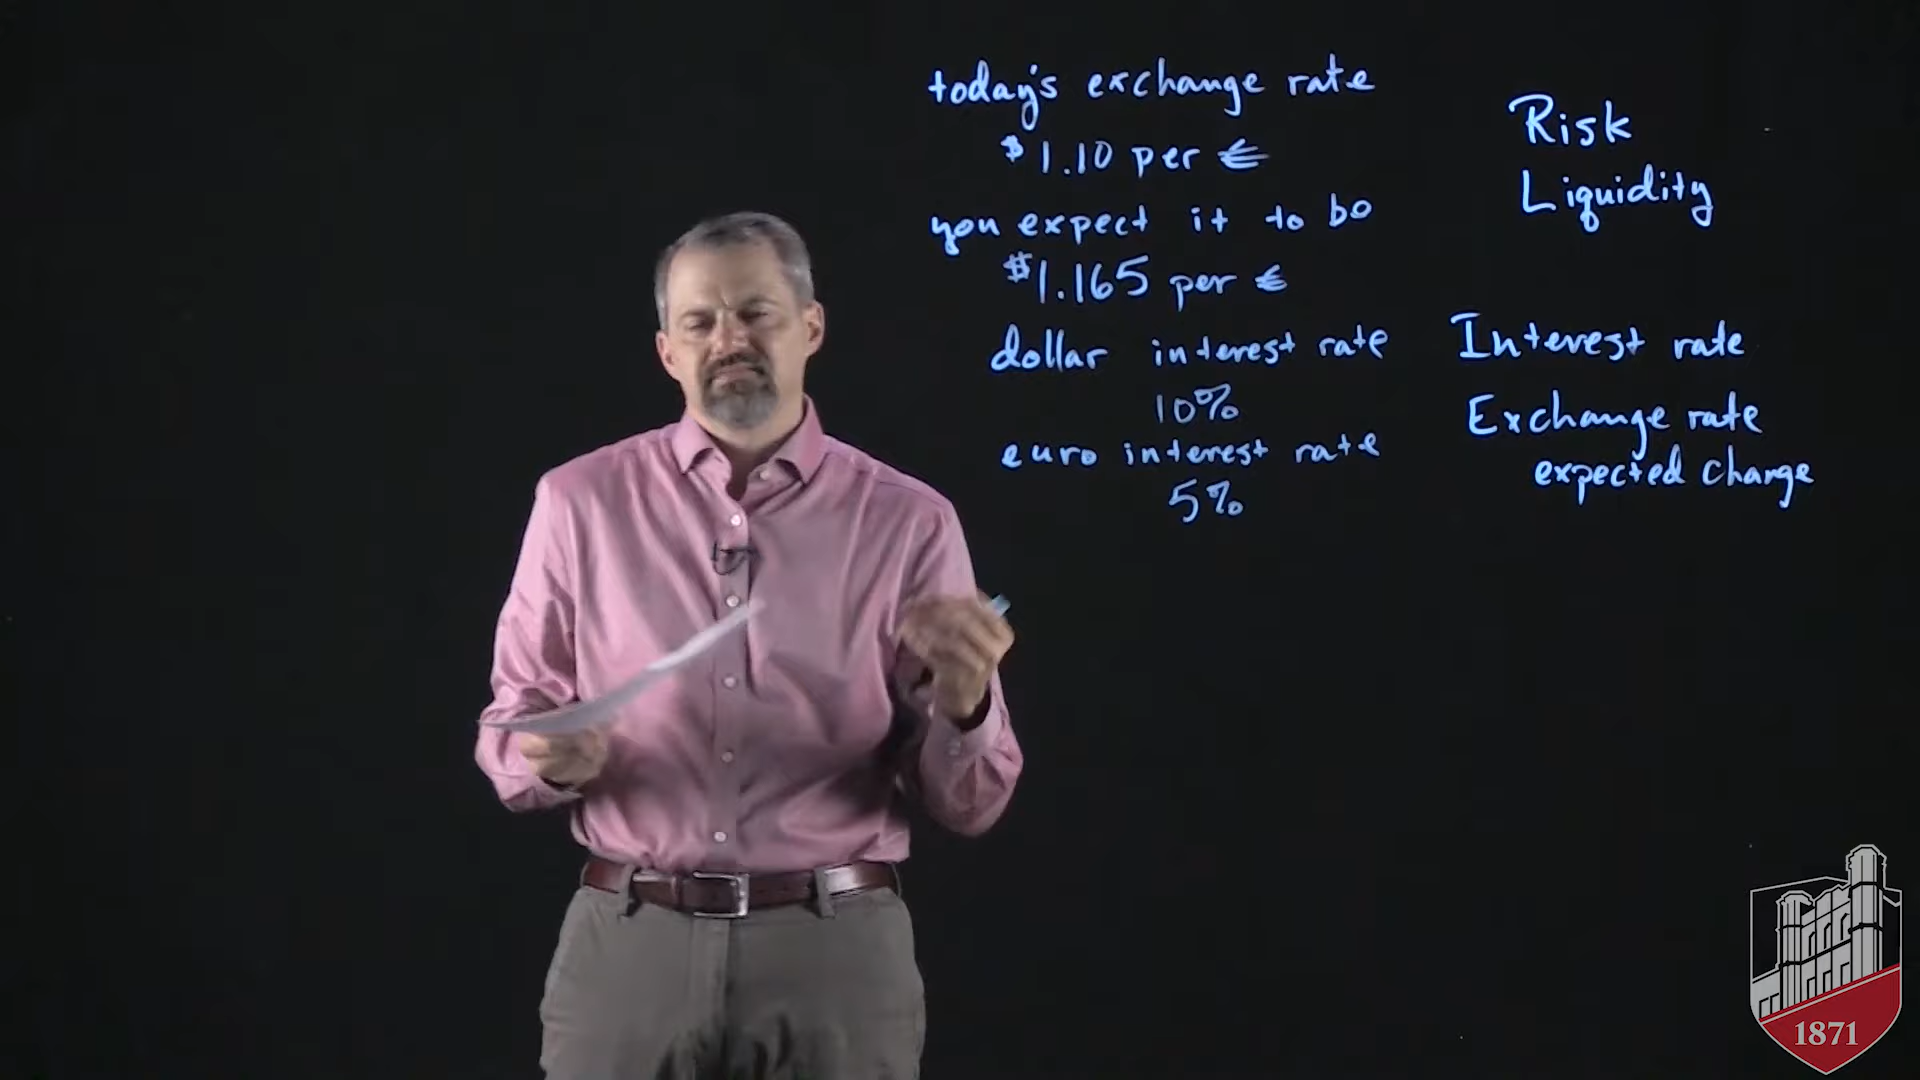 today's exchange rate
$1.10 per €
you expect it to be
$1.165 per €
dollar interest rate
10%
euro interest rate
5%
Risk
Liquidity
Interest rate
Exchange rate
expected change
1871